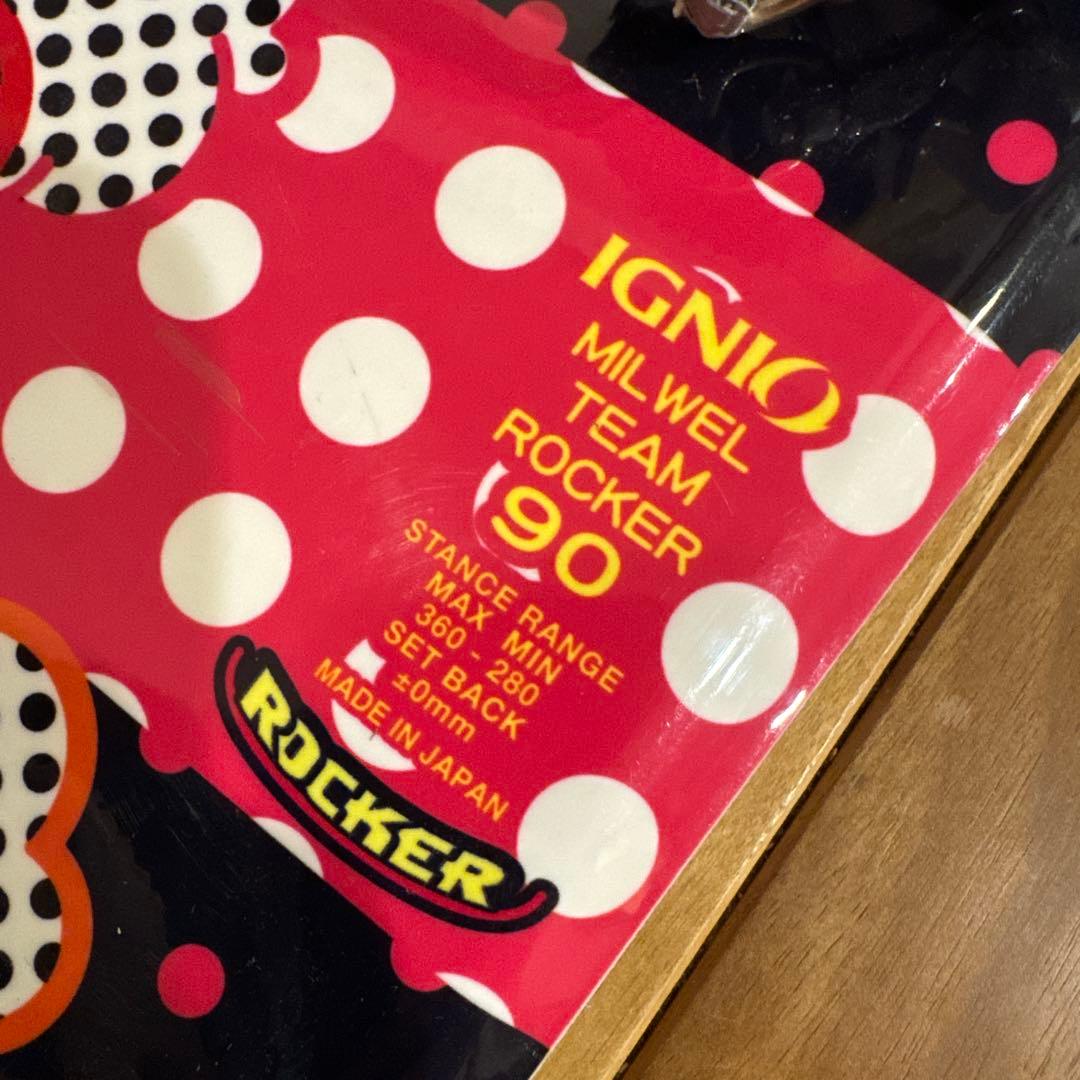 IGNIO
MILWEL
TEAM
ROCKER
90
STANCE RANGE
MAX MIN
360 - 280
SET BACK
±0mm
MADE IN JAPAN
ROCKER